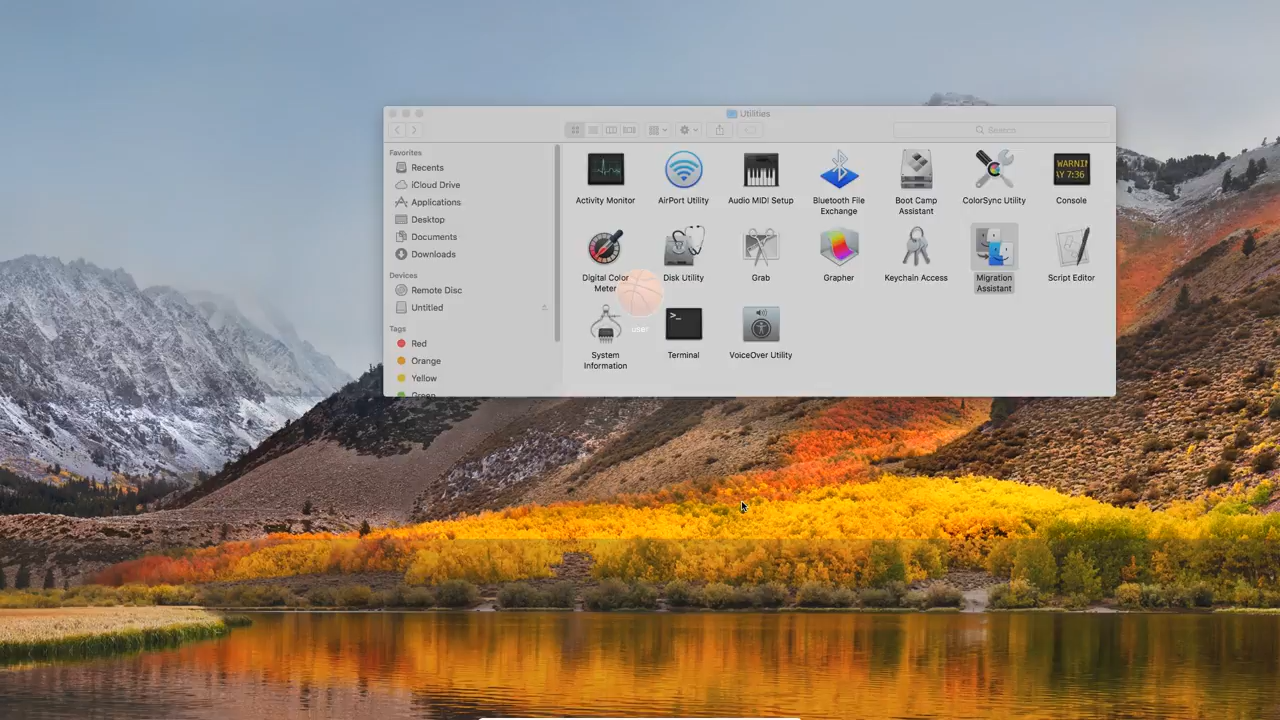 Utilities
Search
Favorites
Recents
iCloud Drive
Applications
Desktop
Documents
Downloads
Devices
Remote Disc
Untitled
Tags
Red
Orange
Yellow
Green
WARNIN
AY 7:36
Activity Monitor
AirPort Utility
Audio MIDI Setup
Bluetooth File
Exchange
Boot Camp
Assistant
ColorSync Utility
Console
Digital Color
Meter
Disk Utility
Grab
Grapher
Keychain Access
Migration
Assistant
Script Editor
user
>_
System
Information
Terminal
VoiceOver Utility